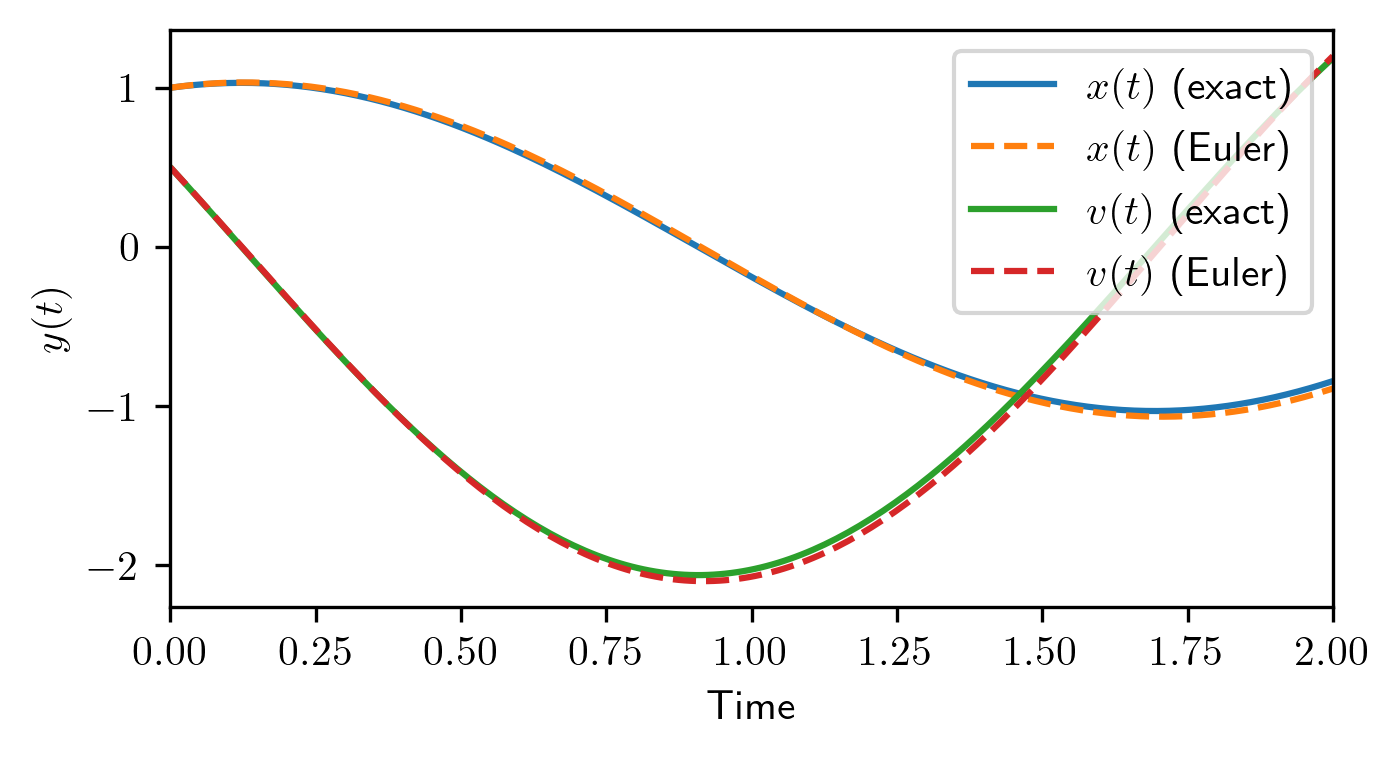 1
0
−1
−2
y(t)
0.00 0.25 0.50 0.75 1.00 1.25 1.50 1.75 2.00
Time
x(t) (exact)
x(t) (Euler)
v(t) (exact)
v(t) (Euler)